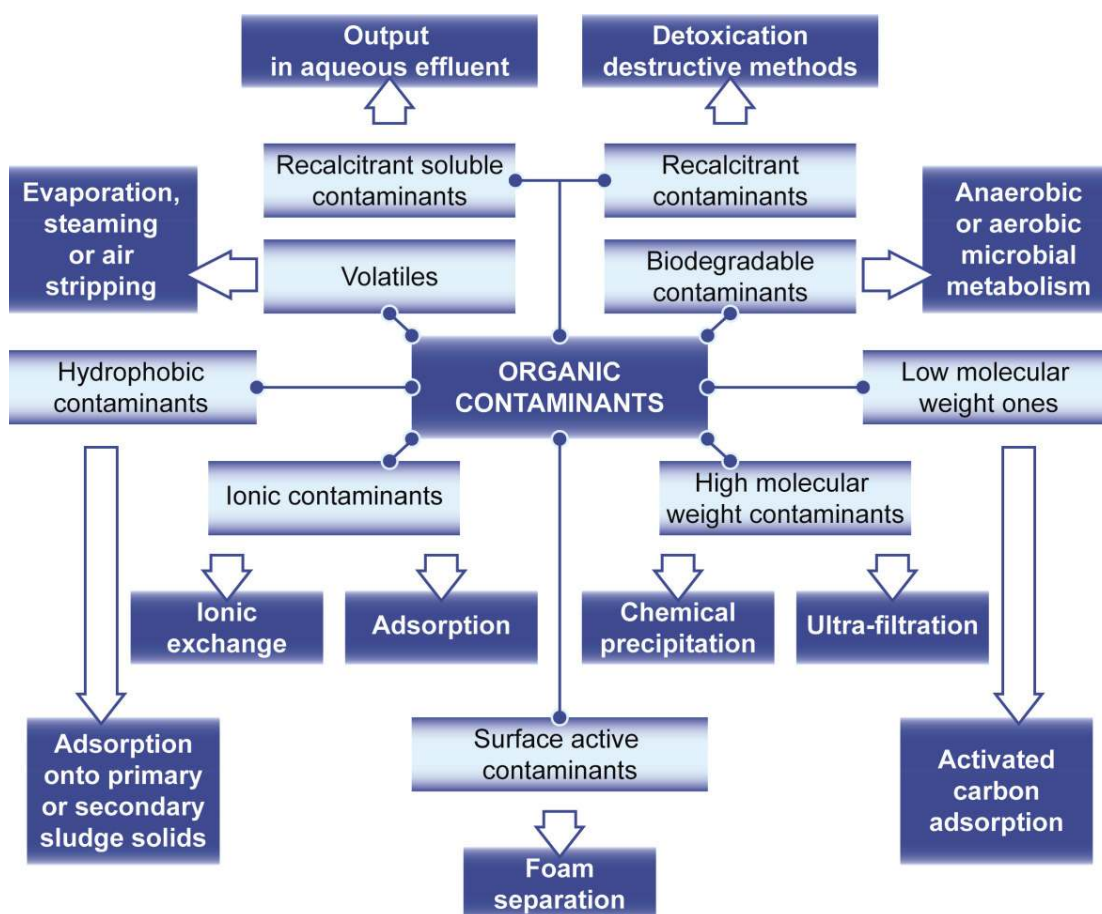 Output
in aqueous effluent
Detoxication
destructive methods
Recalcitrant soluble
contaminants
Recalcitrant
contaminants
Evaporation,
steaming
or air
stripping
Volatiles
Biodegradable
contaminants
Anaerobic
or aerobic
microbial
metabolism
Hydrophobic
contaminants
ORGANIC
CONTAMINANTS
Low molecular
weight ones
Ionic contaminants
High molecular
weight contaminants
Ionic
exchange
Adsorption
Chemical
precipitation
Ultra-filtration
Adsorption
onto primary
or secondary
sludge solids
Surface active
contaminants
Activated
carbon
adsorption
Foam
separation